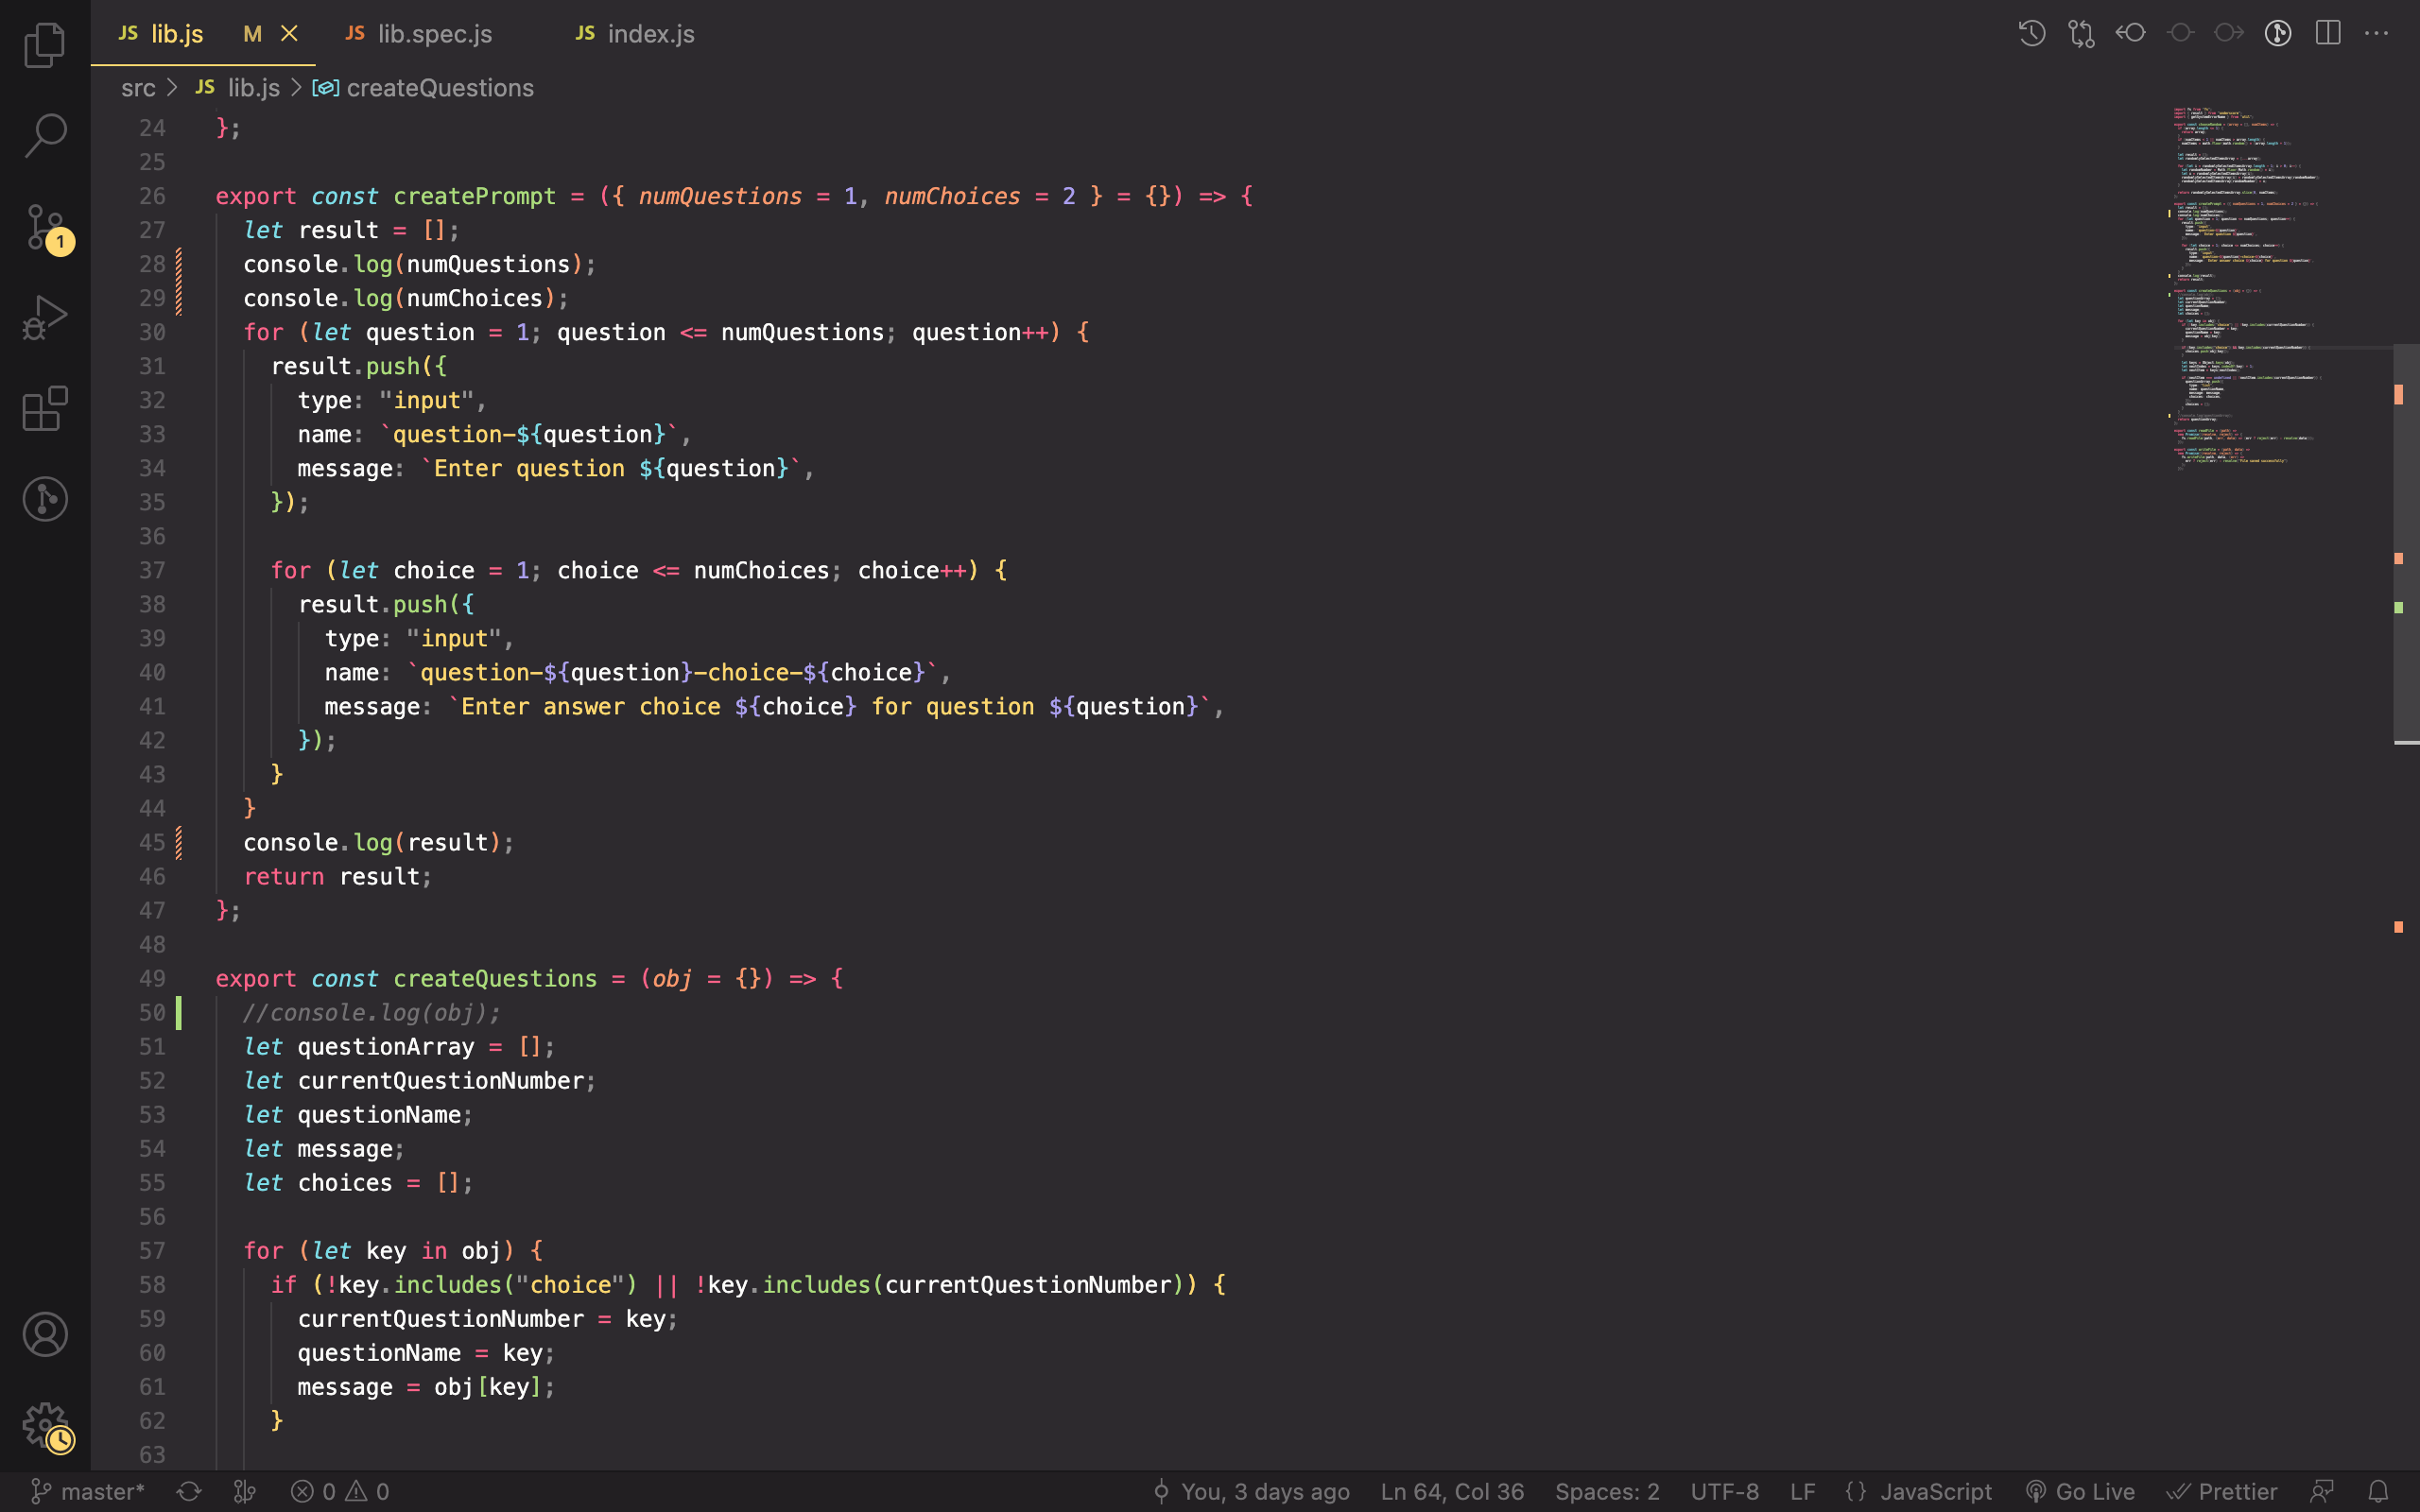 JS lib.js M JS lib.spec.js JS index.js
src > JS lib.js > createQuestions
24 };
25
26 export const createPrompt = ({ numQuestions = 1, numChoices = 2 } = {}) => {
27 let result = [];
28 console.log(numQuestions);
29 console.log(numChoices);
30 for (let question = 1; question <= numQuestions; question++) {
31 result.push({
32 type: "input",
33 name: `question-${question}`,
34 message: `Enter question ${question}`,
35 });
36
37 for (let choice = 1; choice <= numChoices; choice++) {
38 result.push({
39 type: "input",
40 name: `question-${question}-choice-${choice}`,
41 message: `Enter answer choice ${choice} for question ${question}`,
42 });
43 }
44 }
45 console.log(result);
46 return result;
47 };
48
49 export const createQuestions = (obj = {}) => {
50 //console.log(obj);
51 let questionArray = [];
52 let currentQuestionNumber;
53 let questionName;
54 let message;
55 let choices = [];
56
57 for (let key in obj) {
58 if (!key.includes("choice") || !key.includes(currentQuestionNumber)) {
59 currentQuestionNumber = key;
60 questionName = key;
61 message = obj[key];
62 }
63
1
master* 0 0 You, 3 days ago Ln 64, Col 36 Spaces: 2 UTF-8 LF {} JavaScript Go Live Prettier